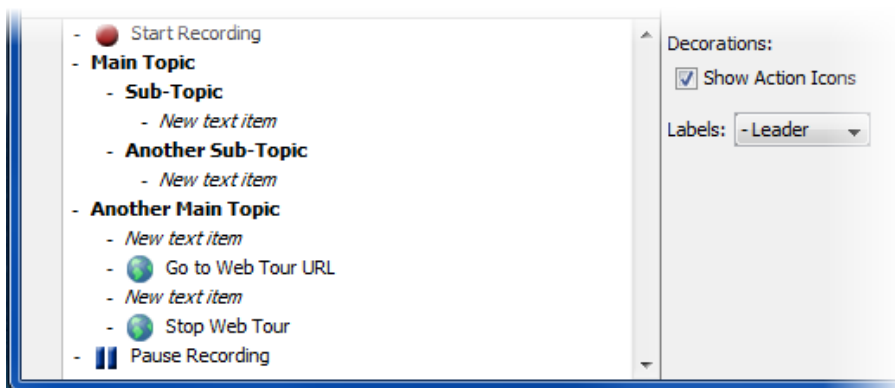 - Start Recording
- Main Topic
- Sub-Topic
- New text item
- Another Sub-Topic
- New text item
- Another Main Topic
- New text item
- Go to Web Tour URL
- New text item
- Stop Web Tour
- Pause Recording
Decorations:
Show Action Icons
Labels: - Leader